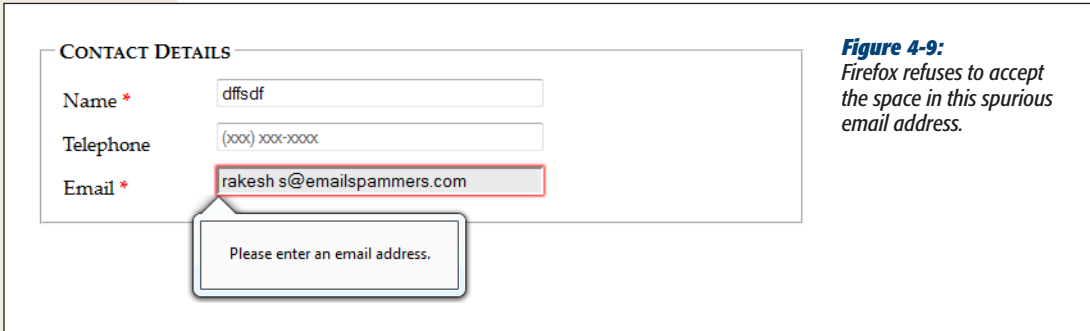 CONTACT DETAILS
Name *
dffsdf
Telephone
(xxx) xxx-xxxx
Email *
rakesh s@emailspammers.com
Please enter an email address.
Figure 4-9:
Firefox refuses to accept
the space in this spurious
email address.